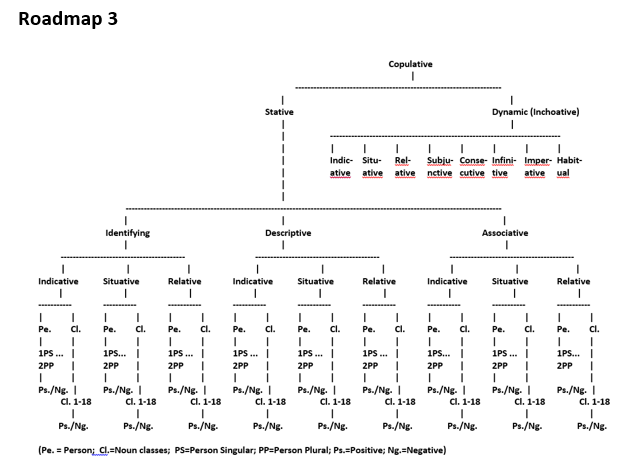 Roadmap 3
Copulative
Stative Dynamic (Inchoative)
Indic- Situ- Rel- Subju- Conse- Infini- Imper- Habit-
ative ative ative nctive cutive tive ative ual
Identifying Descriptive Associative
Indicative Situative Relative Indicative Situative Relative Indicative Situative Relative
Pe. Cl. Pe. Cl. Pe. Cl. Pe. Cl. Pe. Cl. Pe. Cl. Pe. Cl. Pe. Cl. Pe. Cl.
1PS ... 1PS... 1PS ... 1PS ... 1PS ... 1PS ... 1PS... 1PS ... 1PS...
2PP 2PP 2PP 2PP 2PP 2PP 2PP 2PP 2PP
Ps./Ng. Ps./Ng. Ps./Ng. Ps./Ng. Ps./Ng. Ps./Ng. Ps./Ng. Ps./Ng. Ps./Ng.
Cl. 1-18 Cl. 1-18 Cl. 1-18 Cl. 1-18 Cl. 1-18 Cl. 1-18 Cl. 1-18 Cl. 1-18 Cl. 1-18
Ps./Ng. Ps./Ng. Ps./Ng. Ps./Ng. Ps./Ng. Ps./Ng. Ps./Ng. Ps./Ng. Ps./Ng.
(Pe. = Person; Cl.=Noun classes; PS=Person Singular; PP=Person Plural; Ps.=Positive; Ng.=Negative)